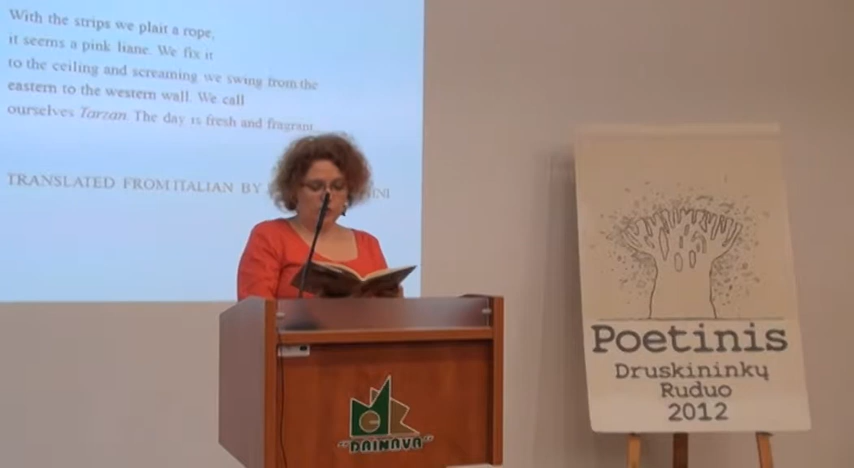 With the strips we plait a rope,
it seems a pink liane. We fix it
to the ceiling and screaming we swing from the
eastern to the western wall. We call
ourselves Tarzan. The day is fresh and fragrant.
TRANSLATED FROM ITALIAN BY
Poetinis
Druskininkų
Ruduo
2012
DAINAVA